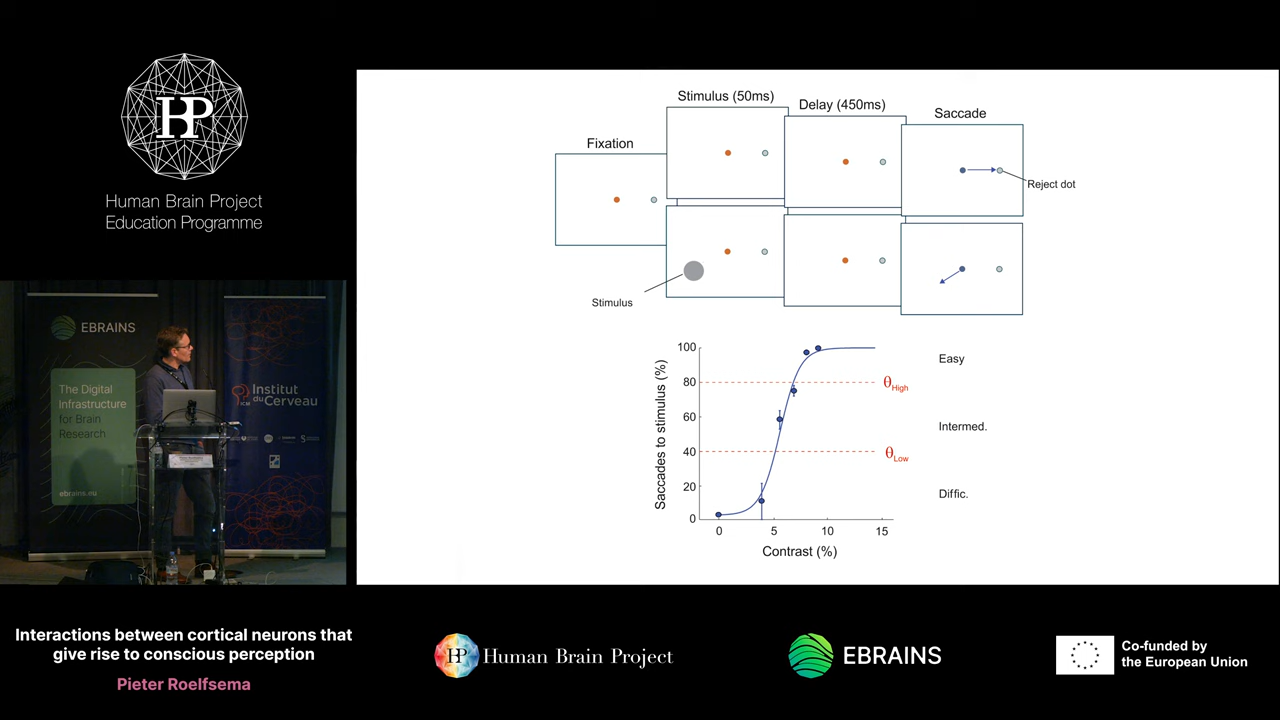 HP
Human Brain Project
Education Programme
Stimulus (50ms)
Delay (450ms)
Saccade
Fixation
Reject dot
Stimulus
Saccades to stimulus (%)
100
80
60
40
20
0
0
5
10
15
Contrast (%)
θHigh
θLow
Easy
Intermed.
Diffic.
EBRAINS
The Digital
Infrastructure
for Brain
Research
ebrains.eu
Institut
du Cerveau
ICM
Interactions between cortical neurons that
give rise to conscious perception
Pieter Roelfsema
HP Human Brain Project
EBRAINS
Co-funded by
the European Union